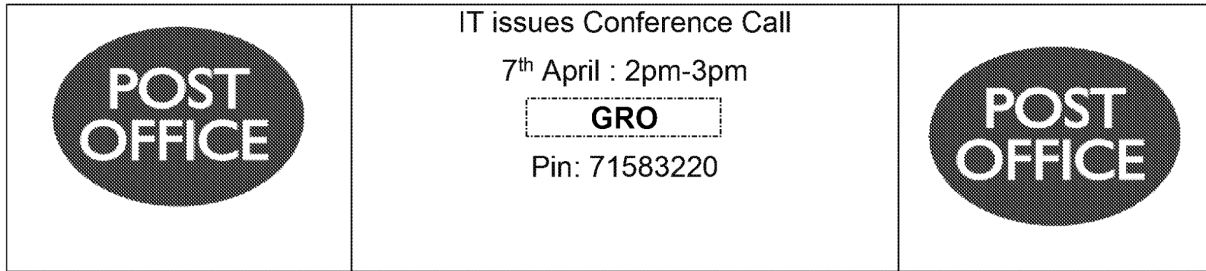 POST
OFFICE
IT issues Conference Call
7th April : 2pm-3pm
GRO
Pin: 71583220
POST
OFFICE